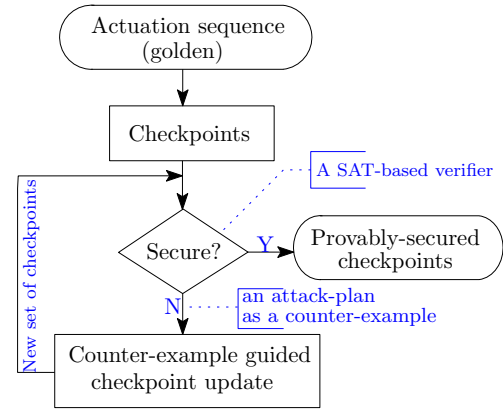 Actuation sequence
(golden)
Checkpoints
A SAT-based verifier
Secure?
Y
Provably-secured
checkpoints
N
an attack-plan
as a counter-example
New set of checkpoints
Counter-example guided
checkpoint update